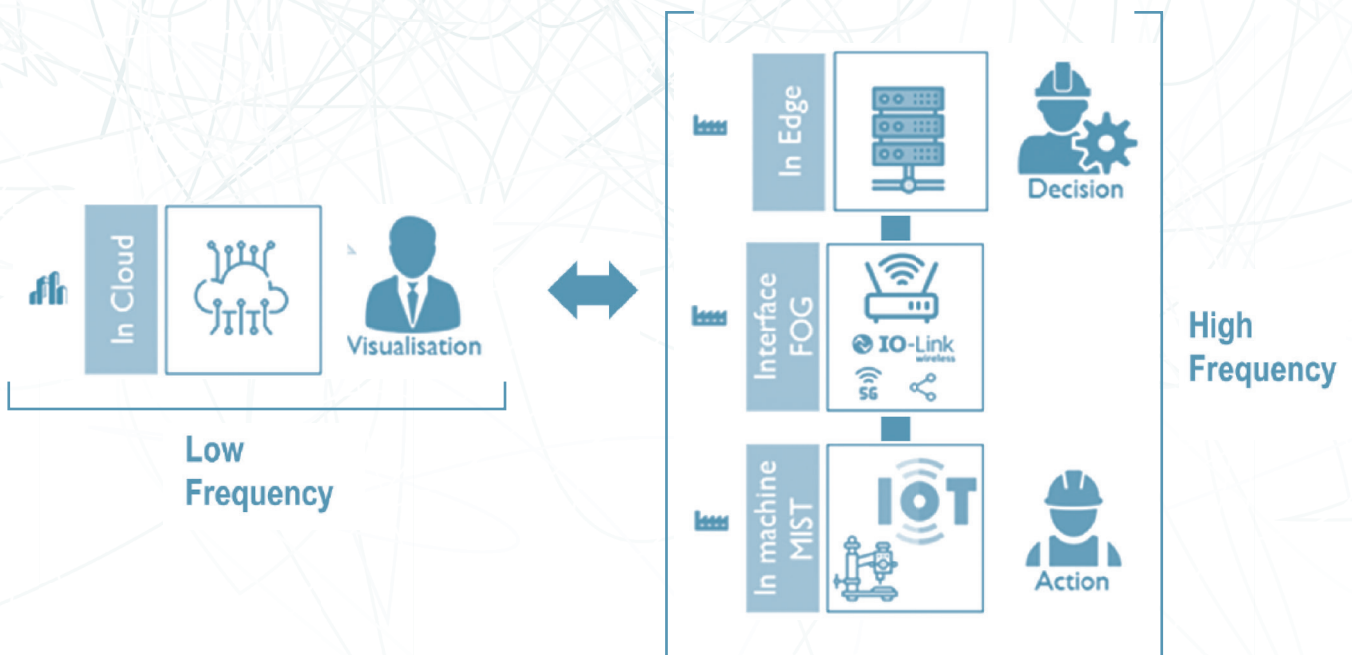 In Cloud
Visualisation
Low
Frequency
In Edge
Decision
Interface
FOG
IO-Link
wireless
5G
In machine
MIST
IOT
Action
High
Frequency